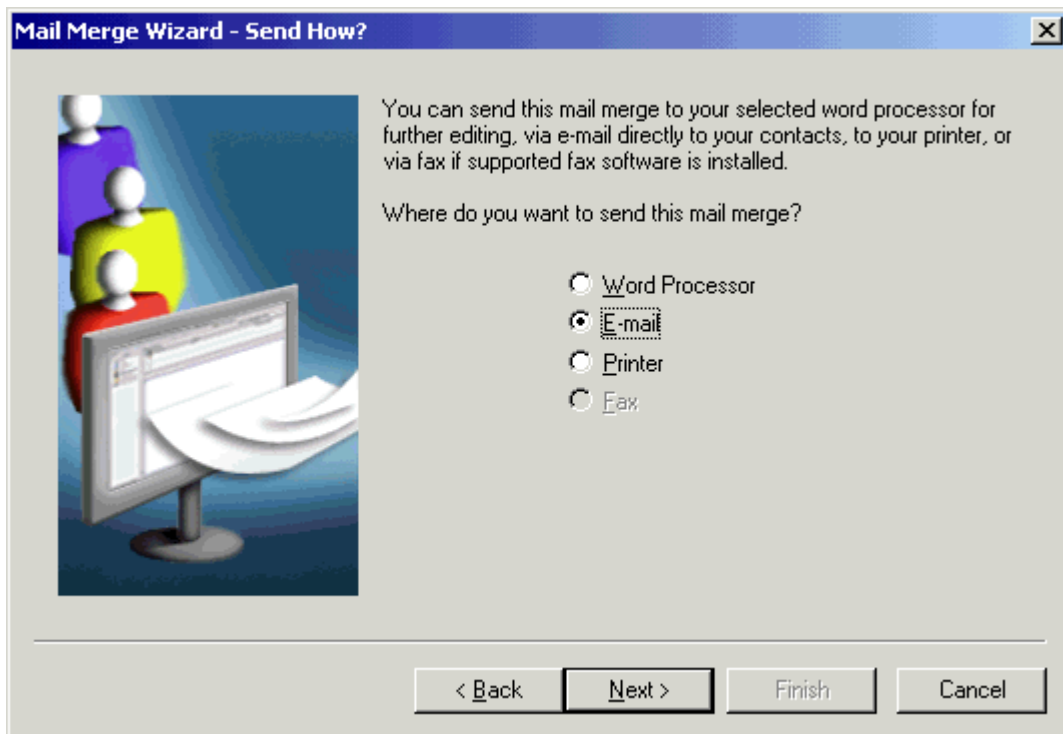 Mail Merge Wizard - Send How?
You can send this mail merge to your selected word processor for
further editing, via e-mail directly to your contacts, to your printer, or
via fax if supported fax software is installed.
Where do you want to send this mail merge?
Word Processor
E-mail
Printer
Fax
< Back Next > Finish Cancel